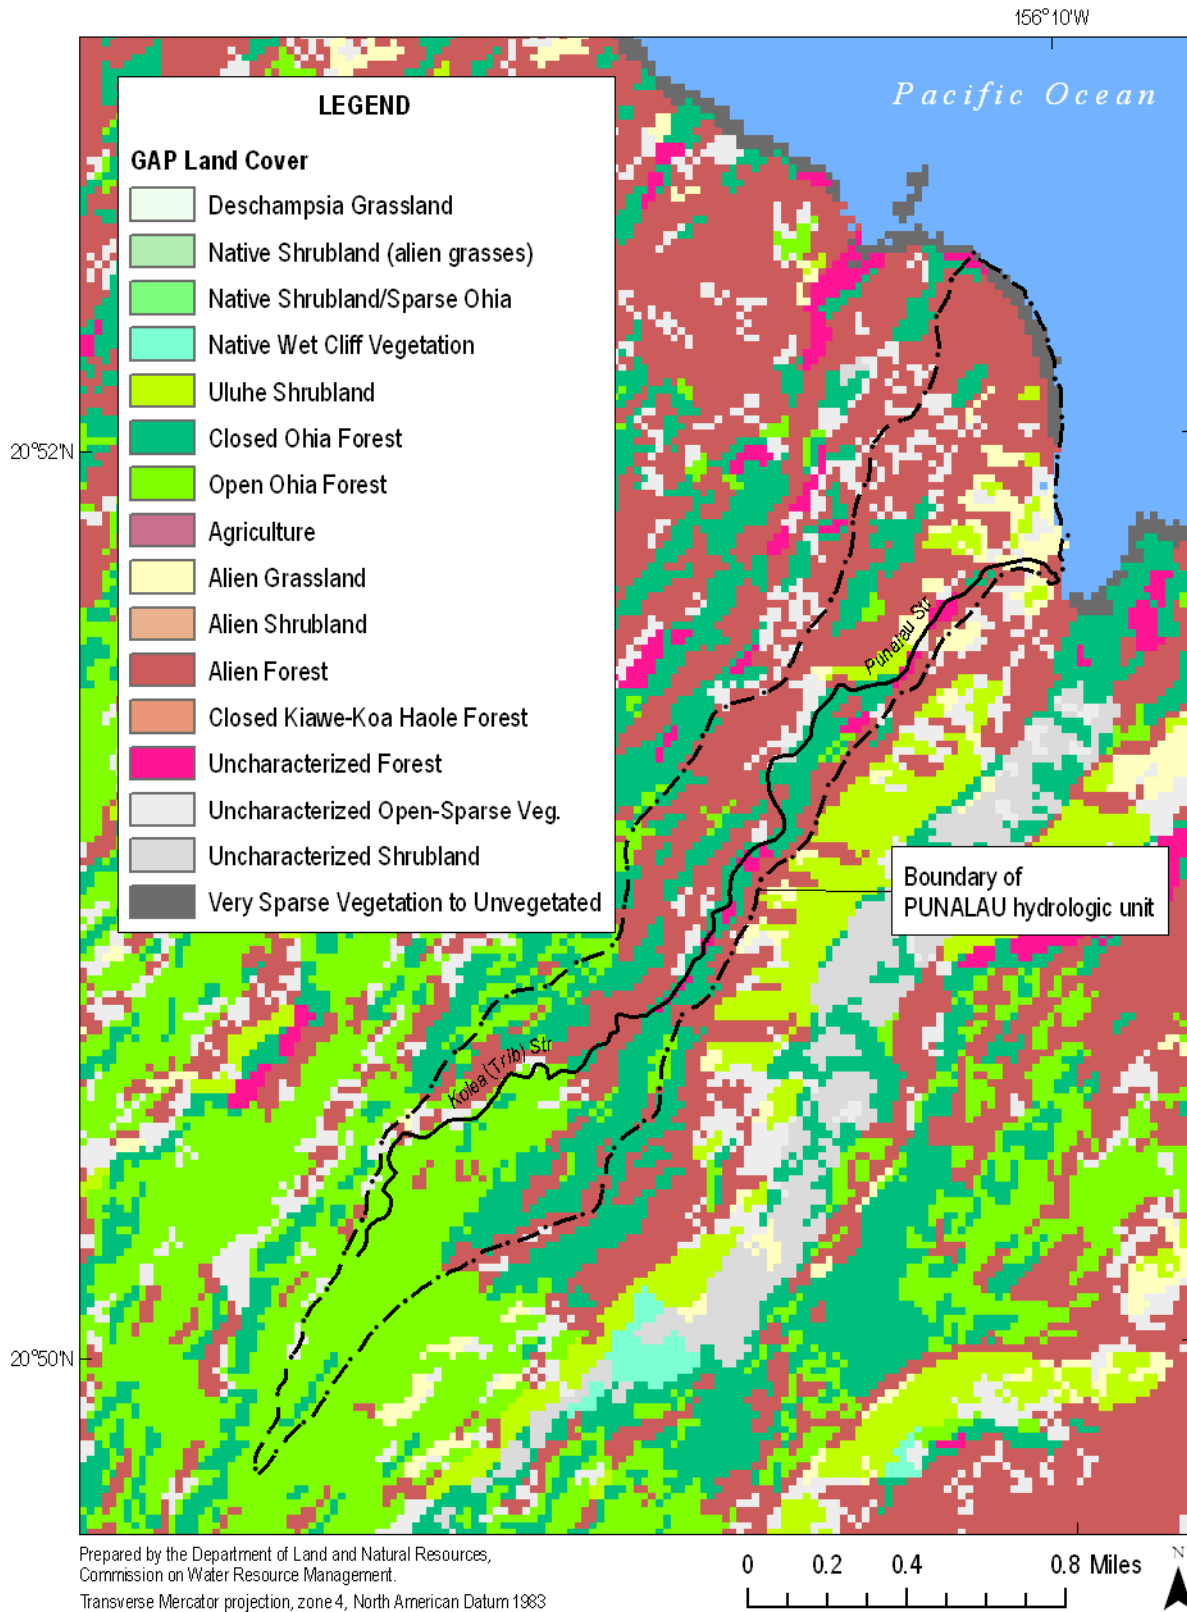 156°10'W
Pacific Ocean
LEGEND
GAP Land Cover
Deschampsia Grassland
Native Shrubland (alien grasses)
Native Shrubland/Sparse Ohia
Native Wet Cliff Vegetation
Uluhe Shrubland
Closed Ohia Forest
Open Ohia Forest
Agriculture
Alien Grassland
Alien Shrubland
Alien Forest
Closed Kiawe-Koa Haole Forest
Uncharacterized Forest
Uncharacterized Open-Sparse Veg.
Uncharacterized Shrubland
Very Sparse Vegetation to Unvegetated
20°52'N
Punalau Str
Boundary of
PUNALAU hydrologic unit
Kolea (Trib) Str
20°50'N
Prepared by the Department of Land and Natural Resources,
Commission on Water Resource Management.
Transverse Mercator projection, zone 4, North American Datum 1983
0 0.2 0.4 0.8 Miles
N